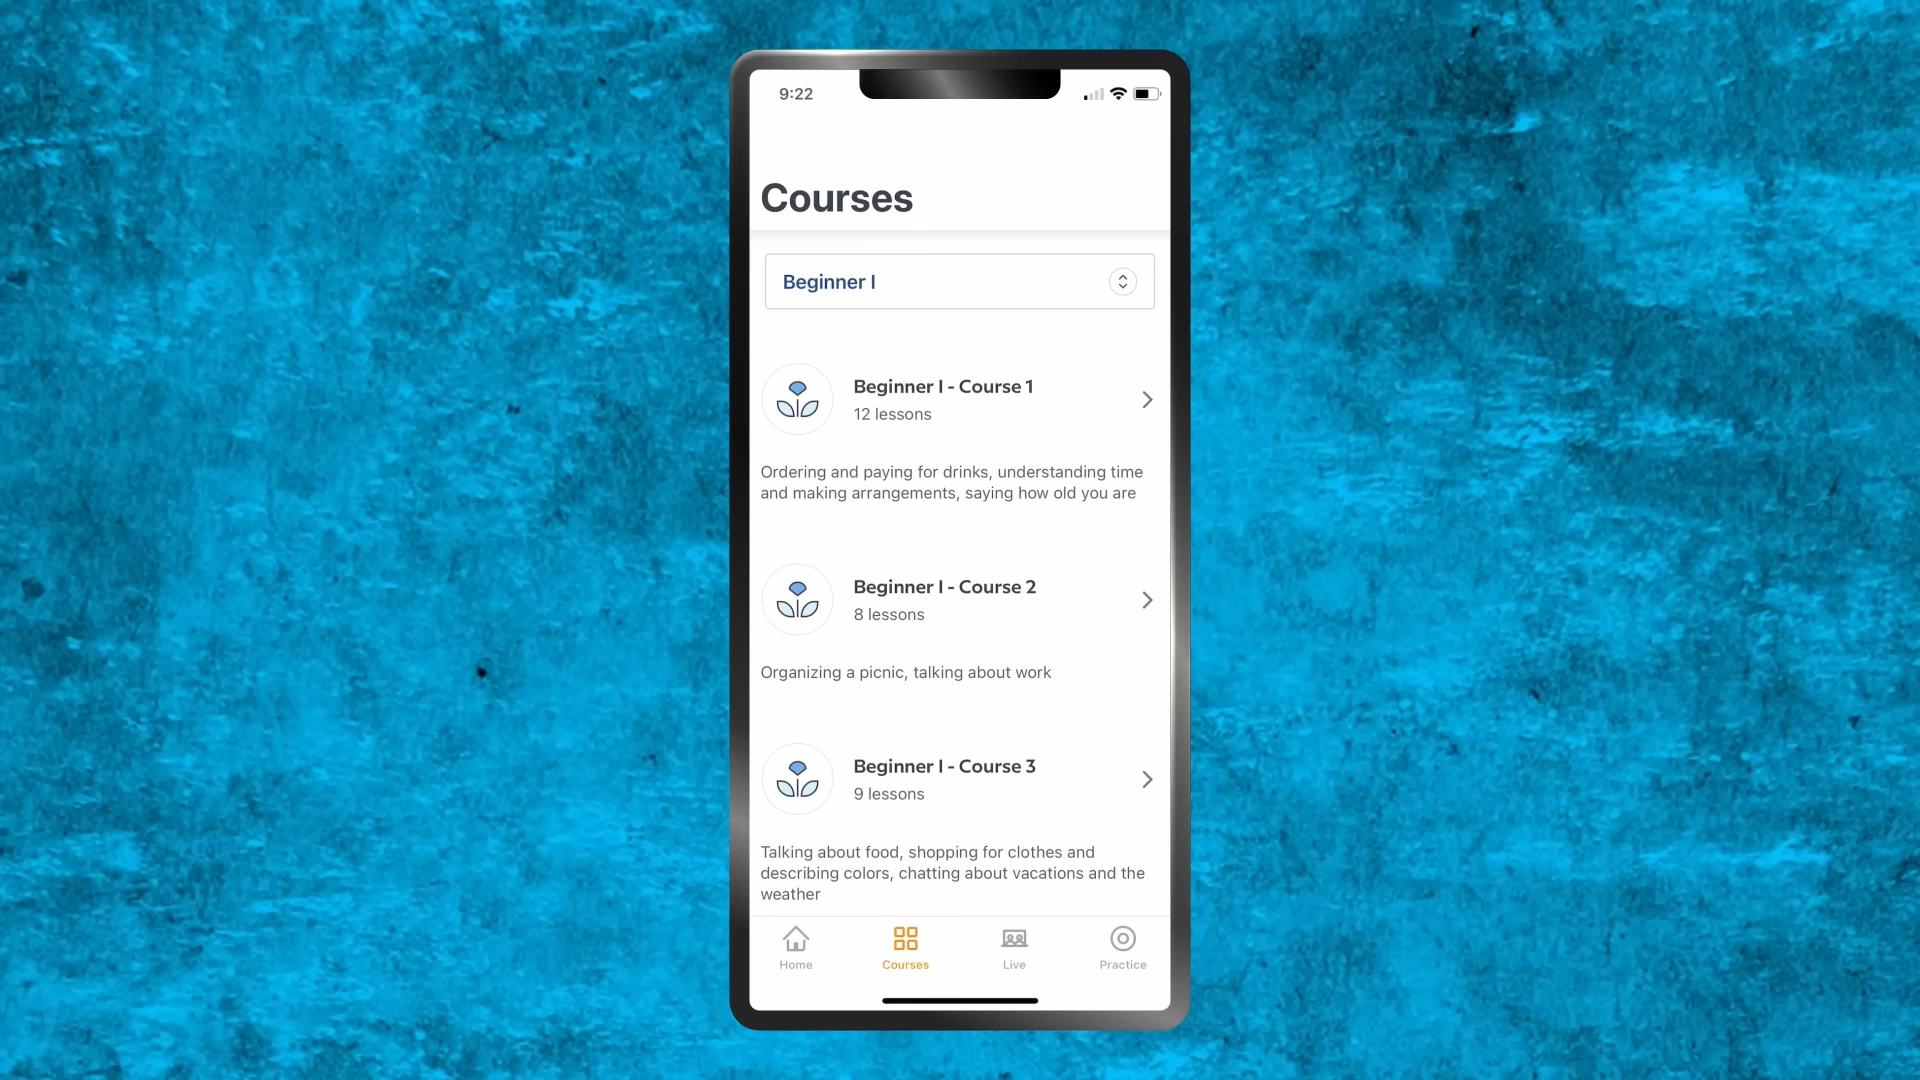 9:22
Courses
Beginner I
Beginner I - Course 1
12 lessons
Ordering and paying for drinks, understanding time
and making arrangements, saying how old you are
Beginner I - Course 2
8 lessons
Organizing a picnic, talking about work
Beginner I - Course 3
9 lessons
Talking about food, shopping for clothes and
describing colors, chatting about vacations and the
weather
Home
Courses
Live
Practice